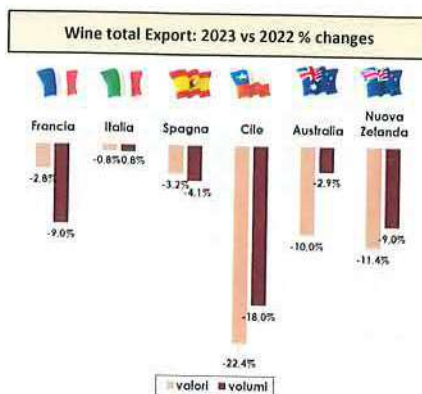 Wine total Export: 2023 vs 2022 % changes
Francia
Italia
Spagna
Cile
Australia
Nuova
Zelanda
-2.8%
-9.0%
-0.8%
-0.8%
-3.2%
-4.1%
-22.4%
-18.0%
-10.0%
-2.9%
-11.4%
-9.0%
valori
volumi